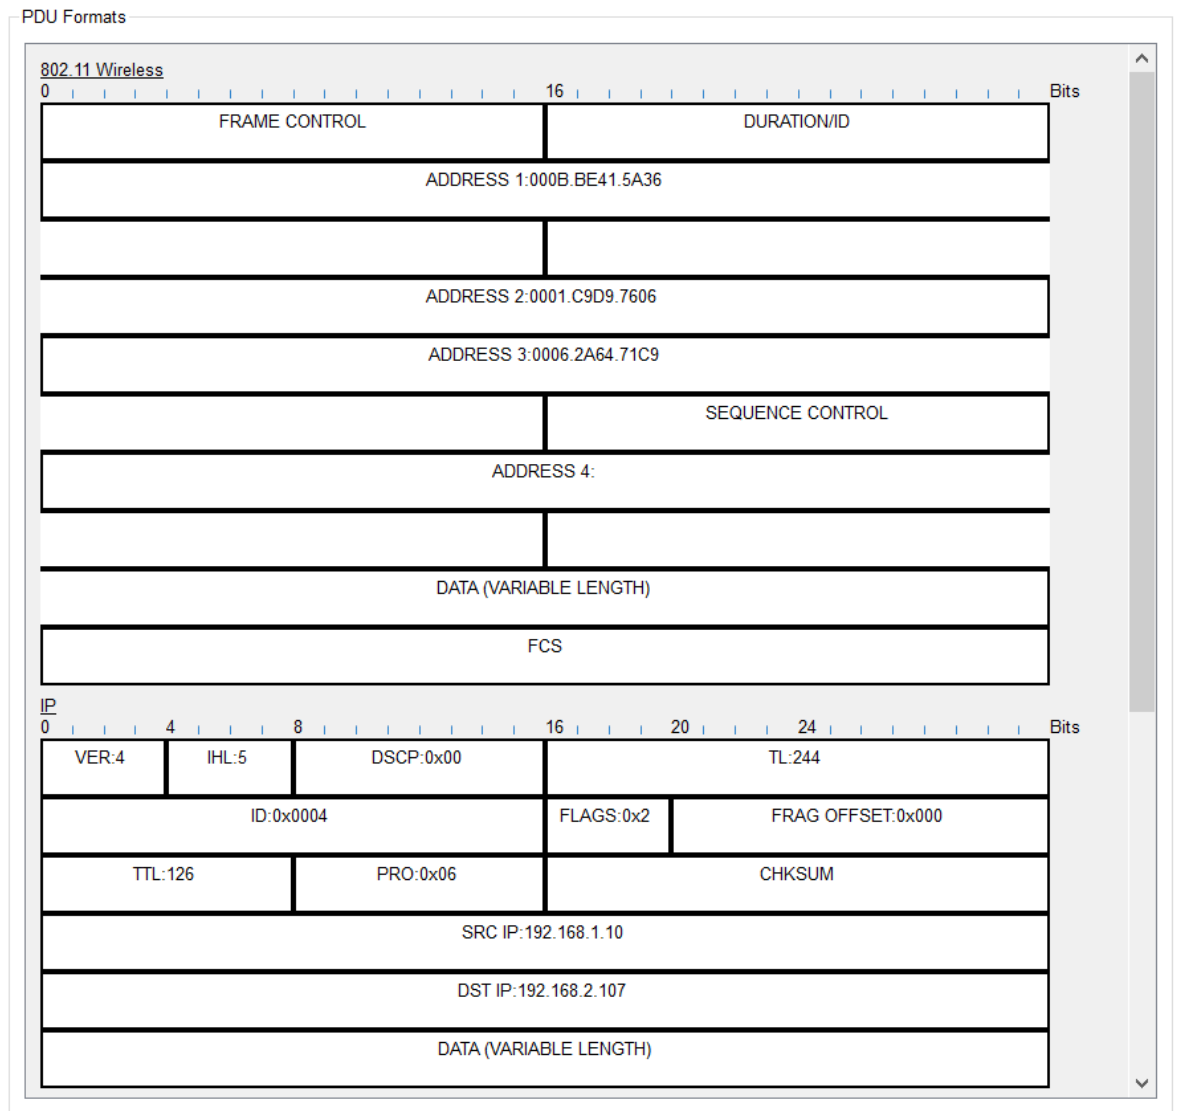 PDU Formats
802.11 Wireless
0 16 Bits
FRAME CONTROL DURATION/ID
ADDRESS 1:000B.BE41.5A36
ADDRESS 2:0001.C9D9.7606
ADDRESS 3:0006.2A64.71C9
SEQUENCE CONTROL
ADDRESS 4:
DATA (VARIABLE LENGTH)
FCS
IP
0 4 8 16 20 24 Bits
VER:4 IHL:5 DSCP:0x00 TL:244
ID:0x0004 FLAGS:0x2 FRAG OFFSET:0x000
TTL:126 PRO:0x06 CHKSUM
SRC IP:192.168.1.10
DST IP:192.168.2.107
DATA (VARIABLE LENGTH)